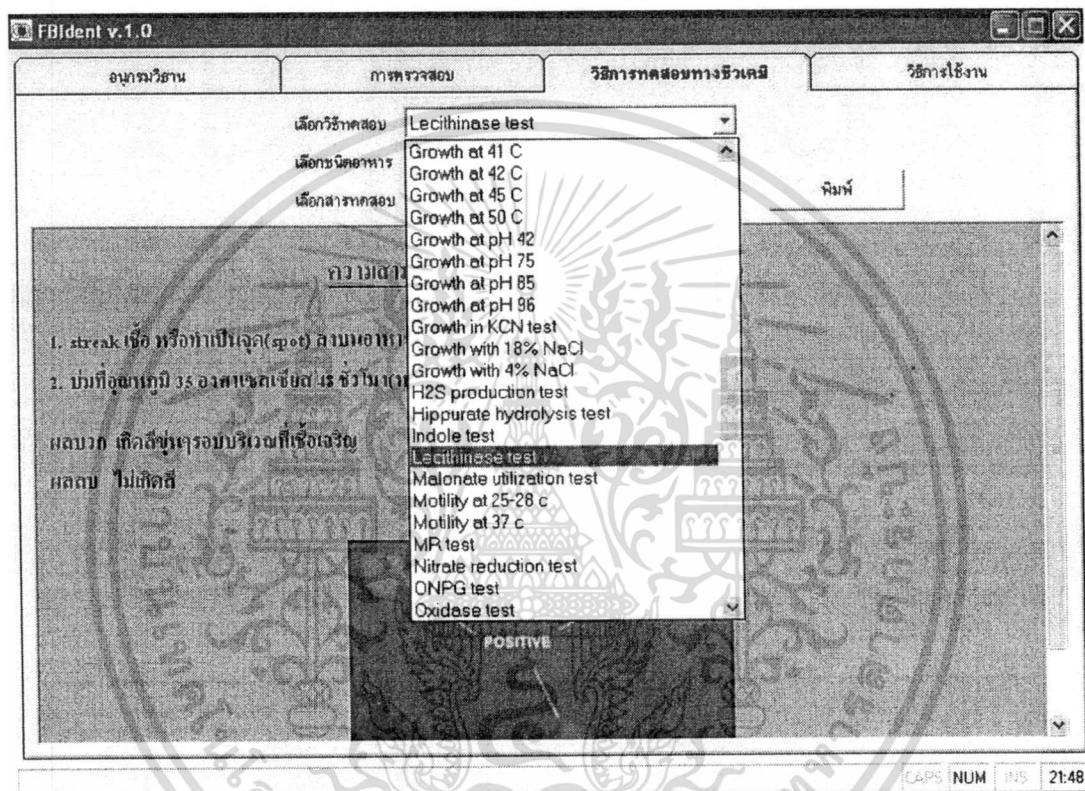 FBIdent v.1.0
อนุกรมวิธาน
การตรวจสอบ
วิธีการทดสอบทางชีวเคมี
วิธีการใช้งาน
เลือกวิธีทดสอบ Lecithinase test
เลือกชนิดอาหาร
เลือกสารทดสอบ
พิมพ์
Growth at 41 C
Growth at 42 C
Growth at 45 C
Growth at 50 C
Growth at pH 42
Growth at pH 75
Growth at pH 85
Growth at pH 96
Growth in KCN test
Growth with 18% NaCl
Growth with 4% NaCl
H2S production test
Hippurate hydrolysis test
Indole test
Lecithinase test
Malonate utilization test
Motility at 25-28 c
Motility at 37 c
MR test
Nitrate reduction test
ONPG test
Oxidase test
1. streak เชื้อ หรือทำเป็นจุด(spot)
2. บ่มที่อุณหภูมิ 35 องศาเซลเซียส 48 ชั่วโมง
ผลบวก เกิดสีขุ่นๆรอบบริเวณที่เชื้อเจริญ
ผลลบ ไม่เกิดสี
POSITIVE
CAPS NUM INS 21:48